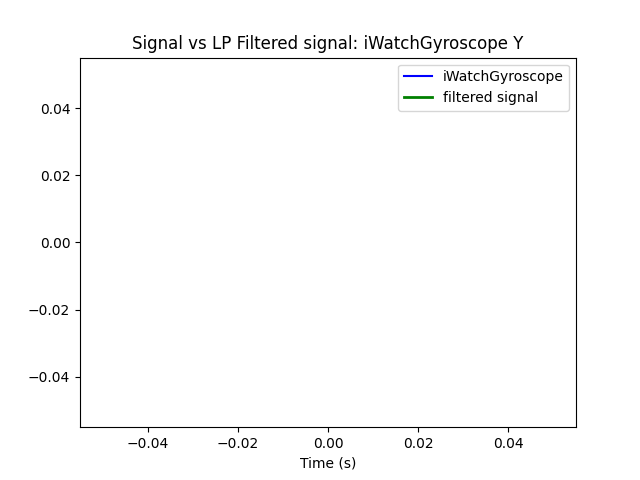 Signal vs LP Filtered signal: iWatchGyroscope Y
iWatchGyroscope
filtered signal
0.04
0.02
0.00
−0.02
−0.04
−0.04 −0.02 0.00 0.02 0.04
Time (s)